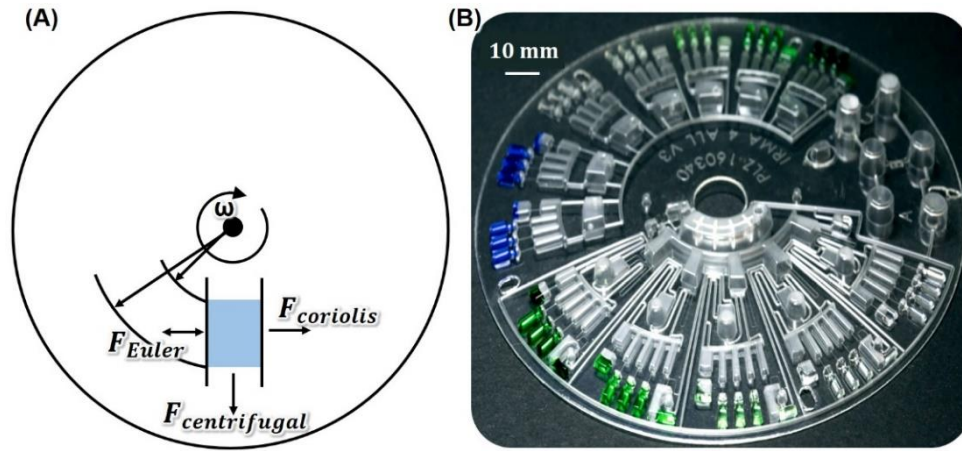 (A)
ω
F_Euler
F_coriolis
F_centrifugal
(B)
10 mm
IRMA 4 ALL V3
PLZ-160340
A